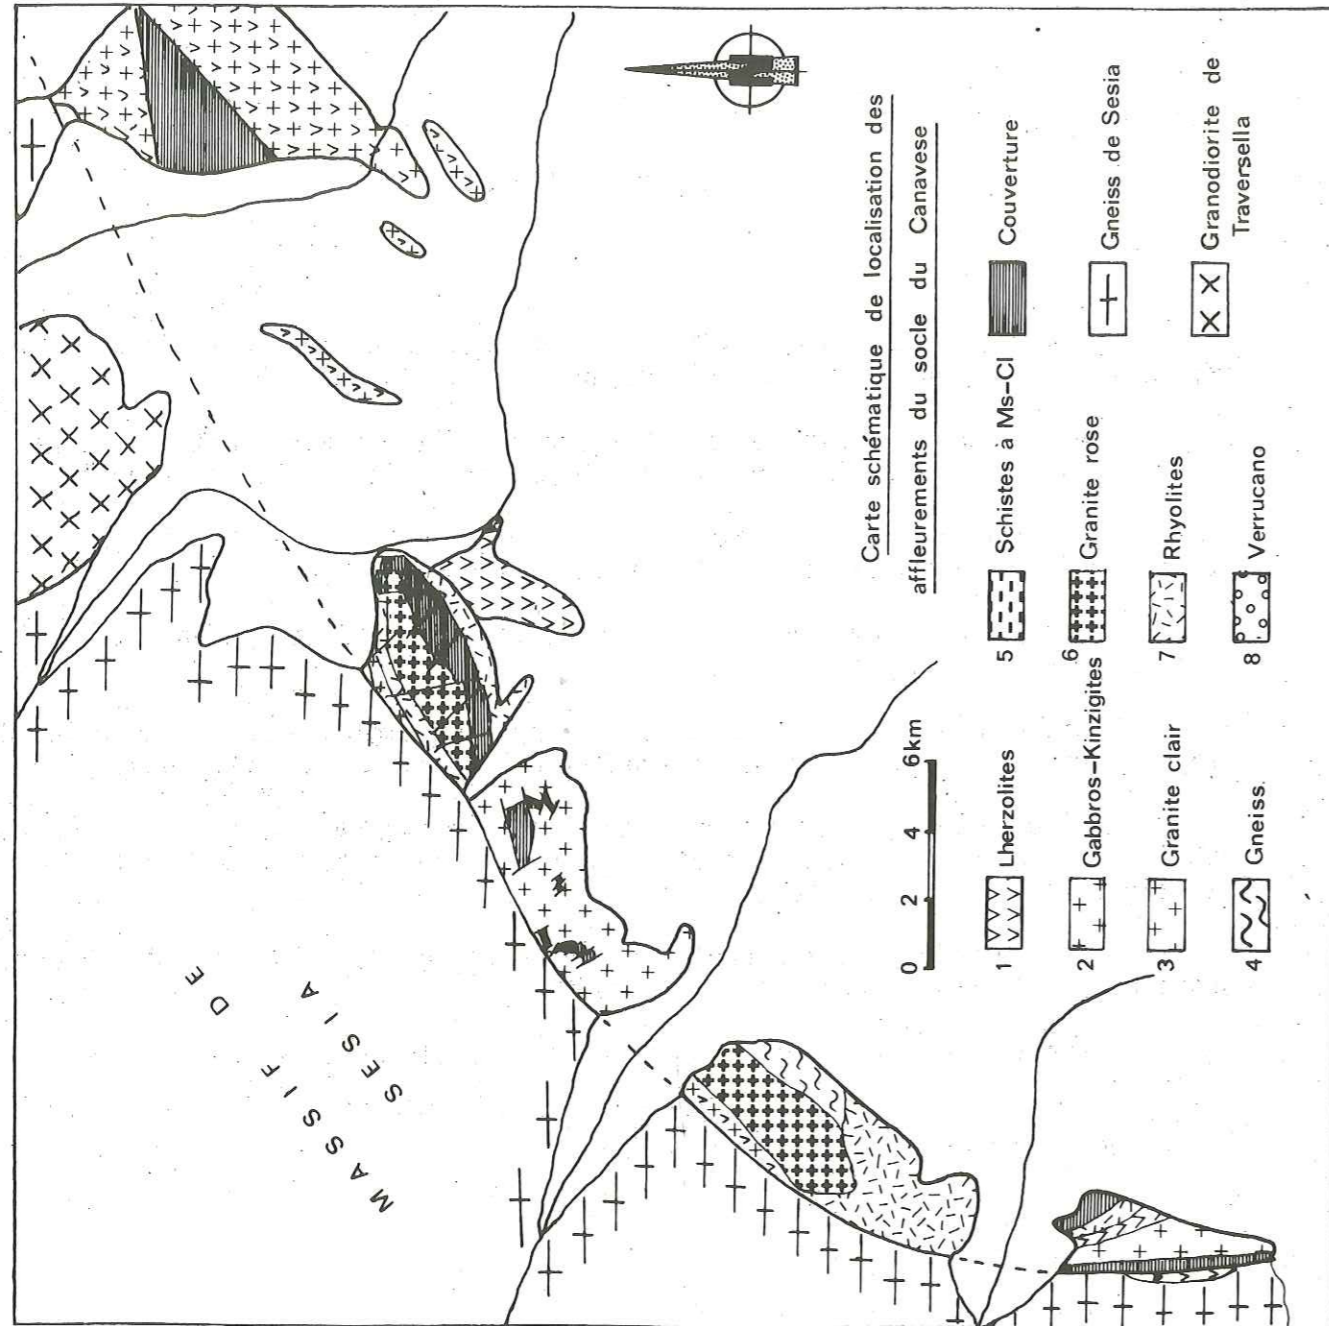 MASSIF DE
SESIA
Carte schématique de localisation des
affleurements du socle du Canavese
0 2 4 6 km
1 Lherzolites
2 Gabbros-Kinzigites
3 Granite clair
4 Gneiss.
5 Schistes à Ms-Cl
6 Granite rose
7 Rhyolites
8 Verrucano
Couverture
Gneiss de Sesia
Granodiorite de
Traversella